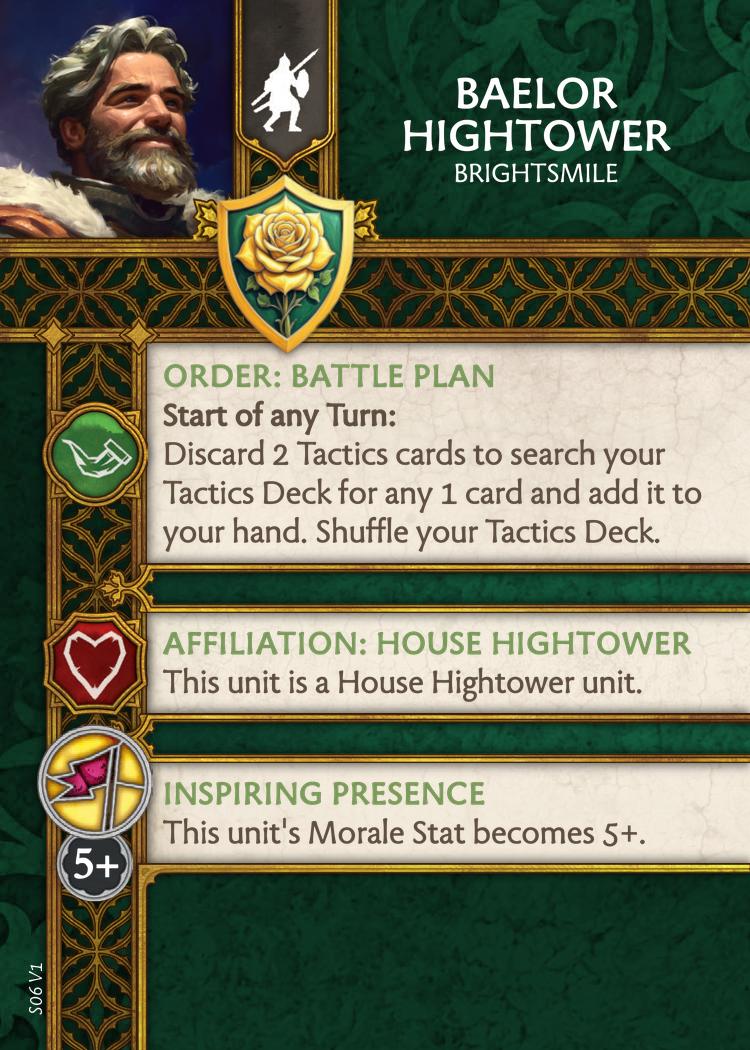 BAELOR
HIGHTOWER
BRIGHTSMILE
ORDER: BATTLE PLAN
Start of any Turn:
Discard 2 Tactics cards to search your
Tactics Deck for any 1 card and add it to
your hand. Shuffle your Tactics Deck.
AFFILIATION: HOUSE HIGHTOWER
This unit is a House Hightower unit.
INSPIRING PRESENCE
This unit's Morale Stat becomes 5+.
5+
S06 V1